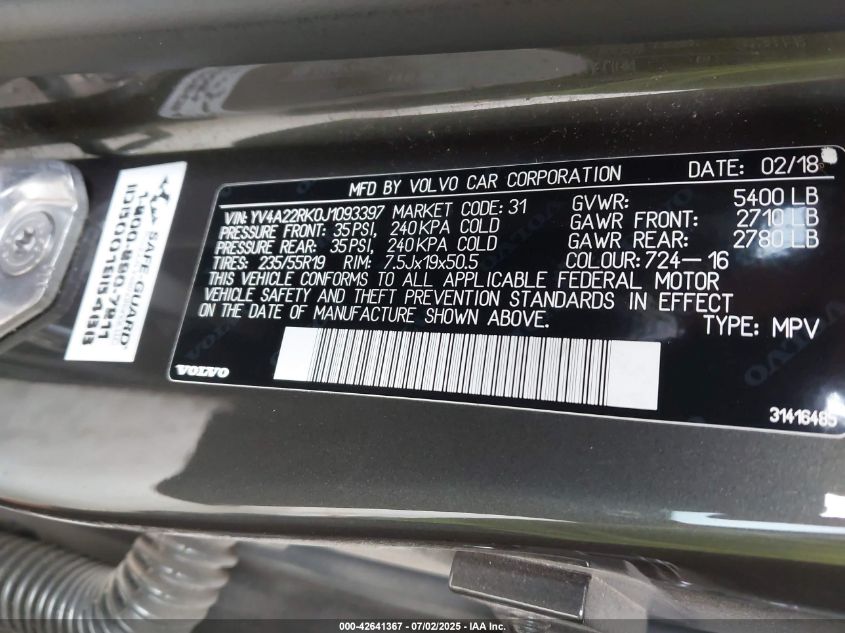 MFD BY VOLVO CAR CORPORATION DATE: 02/18
VIN: YV4A22RK0J1093397 MARKET CODE: 31 GVWR: 5400 LB
PRESSURE FRONT: 35 PSI, 240 KPA COLD GAWR FRONT: 2710 LB
PRESSURE REAR: 35 PSI, 240 KPA COLD GAWR REAR: 2780 LB
TIRES: 235/55R19 RIM: 7.5Jx19x50.5 COLOUR: 724-16
THIS VEHICLE CONFORMS TO ALL APPLICABLE FEDERAL MOTOR
VEHICLE SAFETY AND THEFT PREVENTION STANDARDS IN EFFECT
ON THE DATE OF MANUFACTURE SHOWN ABOVE. TYPE: MPV
VOLVO
31416485
SAFE-GUARD
000-42641367 - 07/02/2025 - IAA Inc.